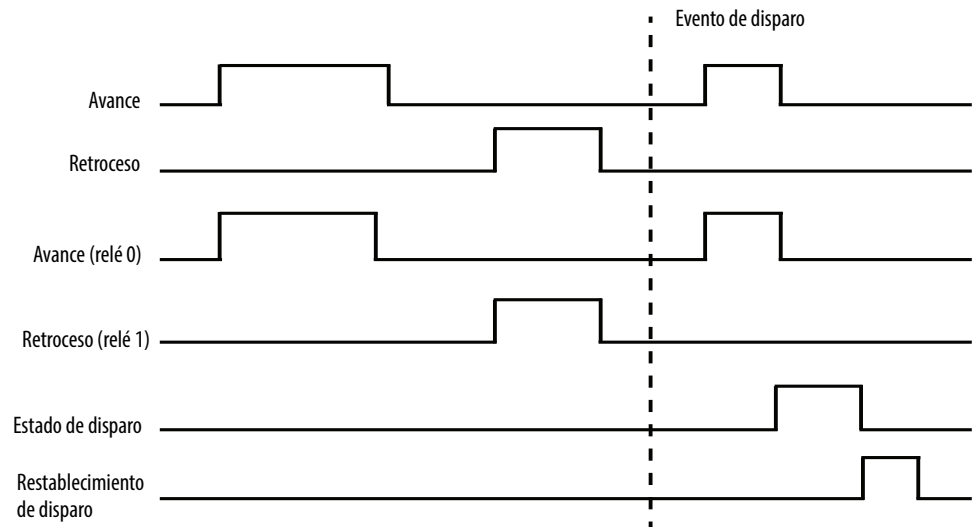 Evento de disparo
Avance
Retroceso
Avance (relé 0)
Retroceso (relé 1)
Estado de disparo
Restablecimiento
de disparo